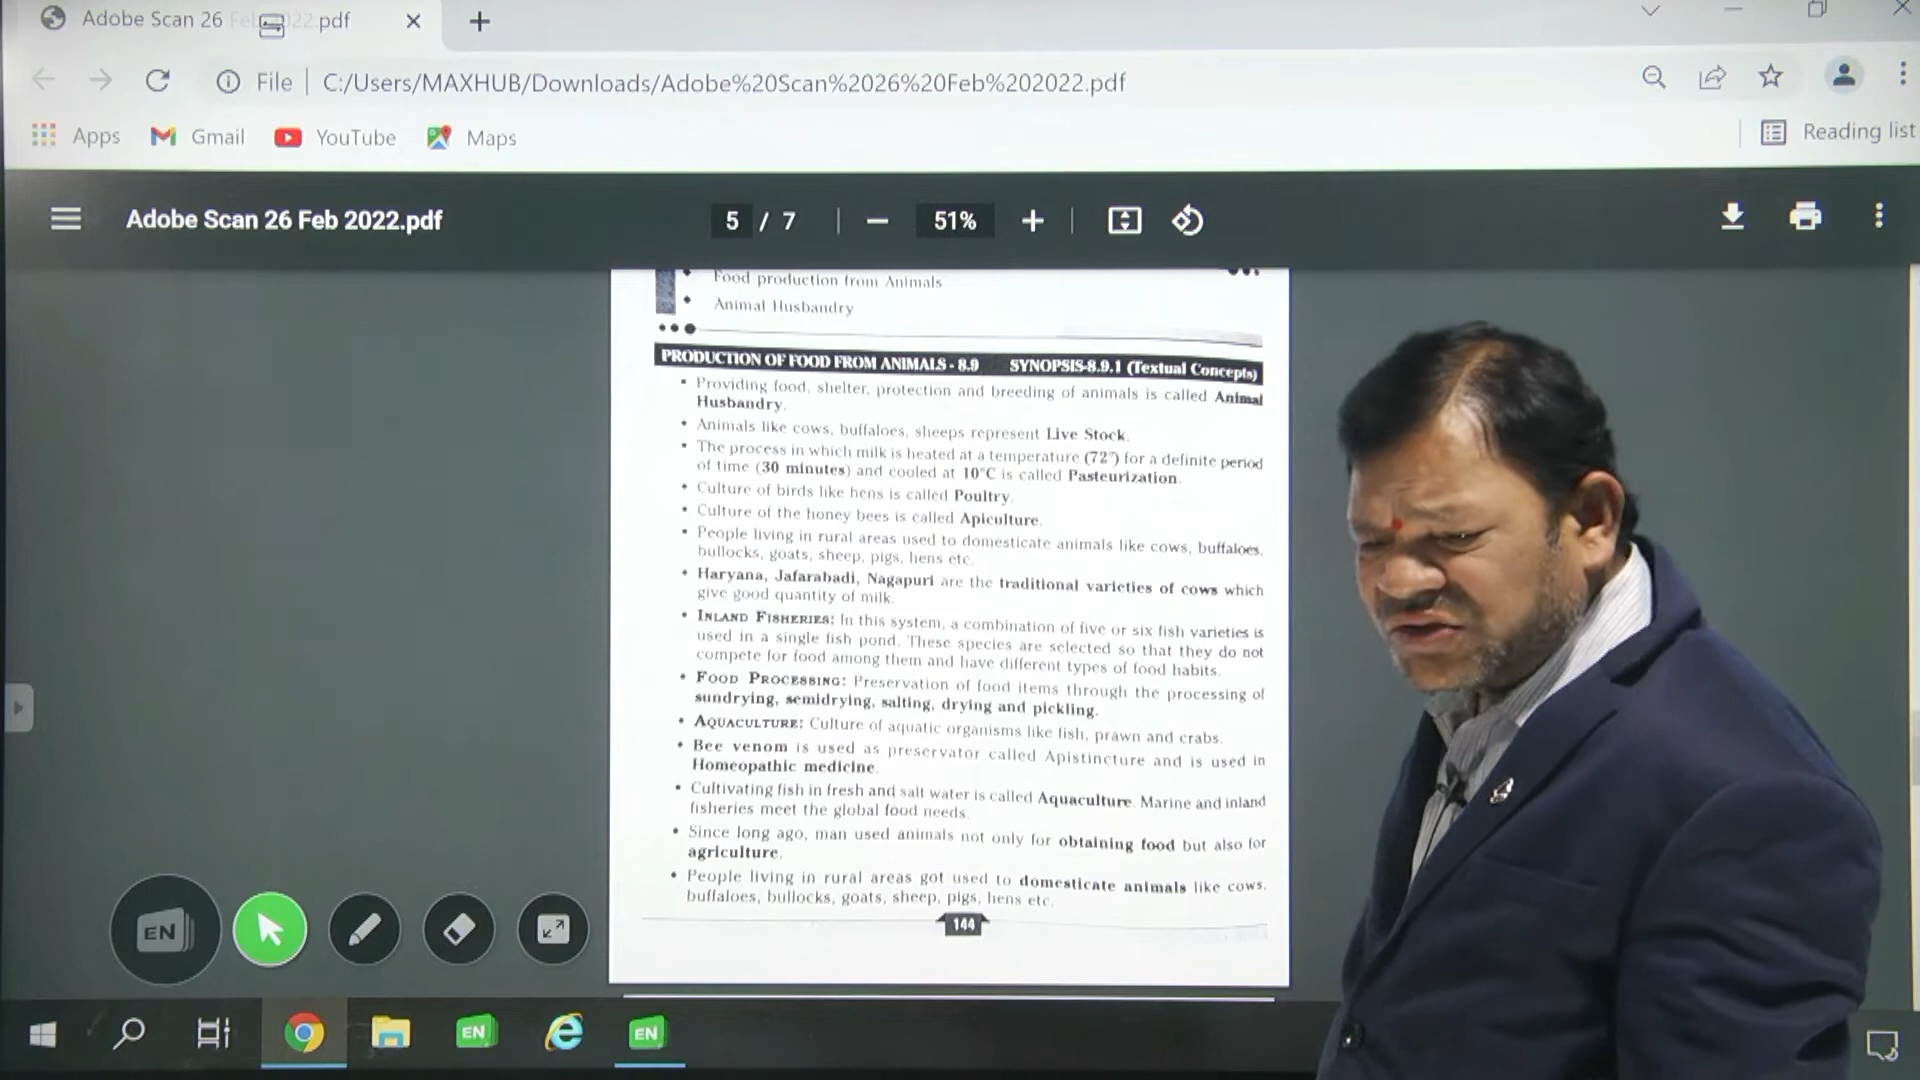 Adobe Scan 26 Feb 2022.pdf
File
C:/Users/MAXHUB/Downloads/Adobe%20Scan%2026%20Feb%202022.pdf
Apps Gmail YouTube Maps
Reading list
Adobe Scan 26 Feb 2022.pdf
5 / 7
51%
Food production from Animals
Animal Husbandry
PRODUCTION OF FOOD FROM ANIMALS - 8.9 SYNOPSIS-8.9.1 (Textual Concepts)
Providing food, shelter, protection and breeding of animals is called Animal
Husbandry.
Animals like cows, buffaloes, sheeps represent Live Stock.
The process in which milk is heated at a temperature (72°) for a definite period
of time (30 minutes) and cooled at 10°C is called Pasteurization.
Culture of birds like hens is called Poultry.
Culture of the honey bees is called Apiculture.
People living in rural areas used to domesticate animals like cows, buffaloes,
bullocks, goats, sheep, pigs, hens etc.
Haryana, Jafarabadi, Nagapuri are the traditional varieties of cows which
give good quantity of milk.
INLAND FISHERIES: In this system, a combination of five or six fish varieties is
used in a single fish pond. These species are selected so that they do not
compete for food among them and have different types of food habits.
FOOD PROCESSING: Preservation of food items through the processing of
sundrying, semidrying, salting, drying and pickling.
AQUACULTURE: Culture of aquatic organisms like fish, prawn and crabs.
Bee venom is used as preservator called Apistincture and is used in
Homeopathic medicine.
Cultivating fish in fresh and salt water is called Aquaculture. Marine and inland
fisheries meet the global food needs.
Since long ago, man used animals not only for obtaining food but also for
agriculture.
People living in rural areas got used to domesticate animals like cows,
buffaloes, bullocks, goats, sheep, pigs, hens etc.
144
EN
EN
EN